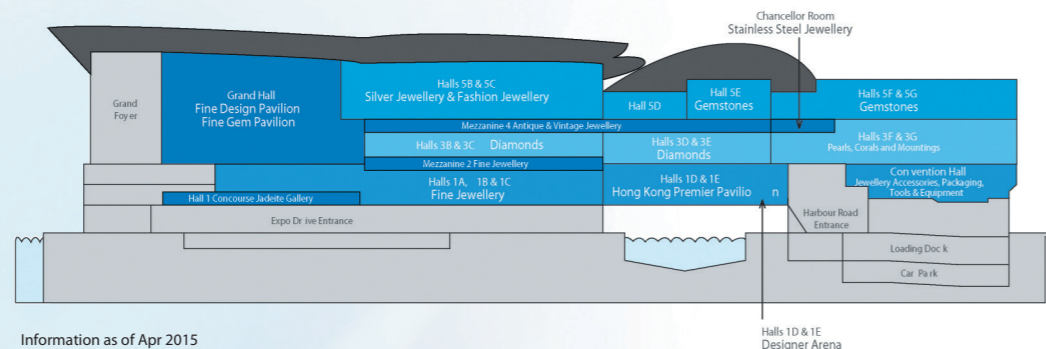 Chancellor Room
Stainless Steel Jewellery
Grand
Foy er
Grand Hall
Fine Design Pavilion
Fine Gem Pavilion
Halls 5B & 5C
Silver Jewellery & Fashion Jewellery
Hall 5D
Hall 5E
Gemstones
Halls 5F & 5G
Gemstones
Mezzanine 4 Antique & Vintage Jewellery
Halls 3B & 3C Diamonds
Halls 3D & 3E
Diamonds
Halls 3F & 3G
Pearls, Corals and Mountings
Mezzanine 2 Fine Jewellery
Halls 1A, 1B & 1C
Fine Jewellery
Halls 1D & 1E
Hong Kong Premier Pavilio n
Con vention Hall
Jewellery Accessories, Packaging,
Tools & Equipment
Hall 1 Concourse Jadeite Gallery
Expo Dr ive Entrance
Harbour Road
Entrance
Loading Doc k
Car Pa rk
Information as of Apr 2015
Halls 1D & 1E
Designer Arena